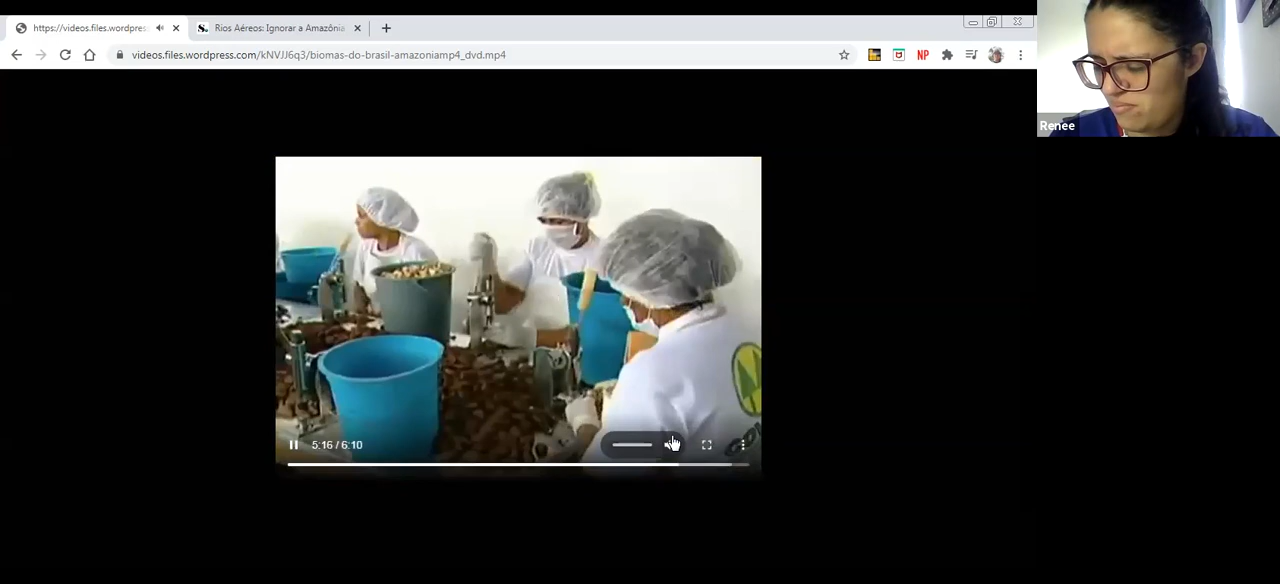 https://videos.files.wordpres
Rios Aéreos: Ignorar a Amazônia
videos.files.wordpress.com/kNVJJ6q3/biomas-do-brasil-amazoniamp4_dvd.mp4
NP
Renee
5:16 / 6:10